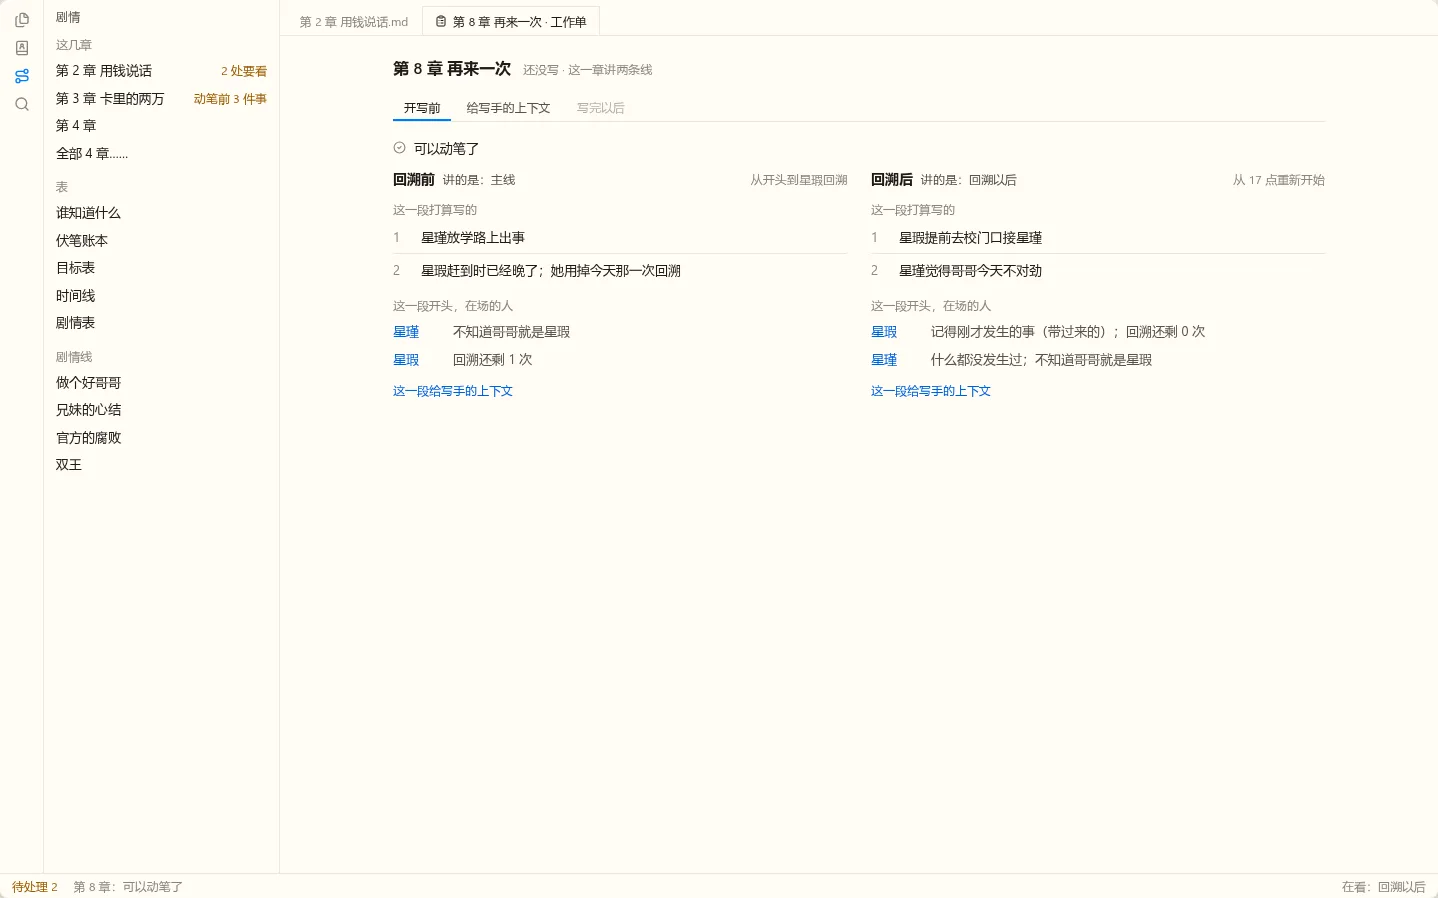 剧情
这几章
第 2 章 用钱说话 2 处要看
第 3 章 卡里的两万 动笔前 3 件事
第 4 章
全部 4 章……
表
谁知道什么
伏笔账本
目标表
时间线
剧情表
剧情线
做个好哥哥
兄妹的心结
官方的腐败
双王
第 2 章 用钱说话.md
第 8 章 再来一次 · 工作单
第 8 章 再来一次 还没写 · 这一章讲两条线
开写前 给写手的上下文 写完以后
可以动笔了
回溯前 讲的是：主线 从开头到星瑕回溯
这一段打算写的
1 星瑾放学路上出事
2 星瑕赶到时已经晚了；她用掉今天那一次回溯
这一段开头，在场的人
星瑾 不知道哥哥就是星瑕
星瑕 回溯还剩 1 次
这一段给写手的上下文
回溯后 讲的是：回溯以后 从 17 点重新开始
这一段打算写的
1 星瑕提前去校门口接星瑾
2 星瑾觉得哥哥今天不对劲
这一段开头，在场的人
星瑕 记得刚才发生的事（带过来的）；回溯还剩 0 次
星瑾 什么都没发生过；不知道哥哥就是星瑕
这一段给写手的上下文
待处理 2 第 8 章：可以动笔了
在看：回溯以后